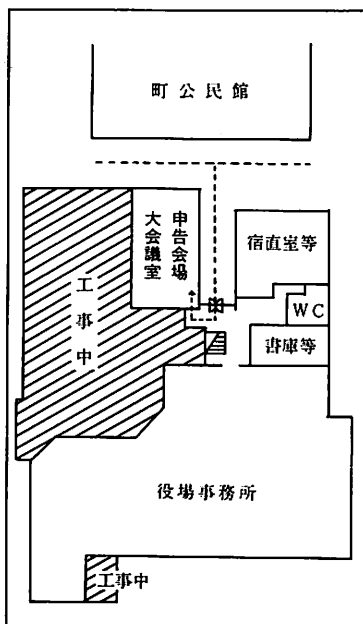 町公民館
申告会場
大会議室
宿直室等
工事中
WC
書庫等
役場事務所
工事中